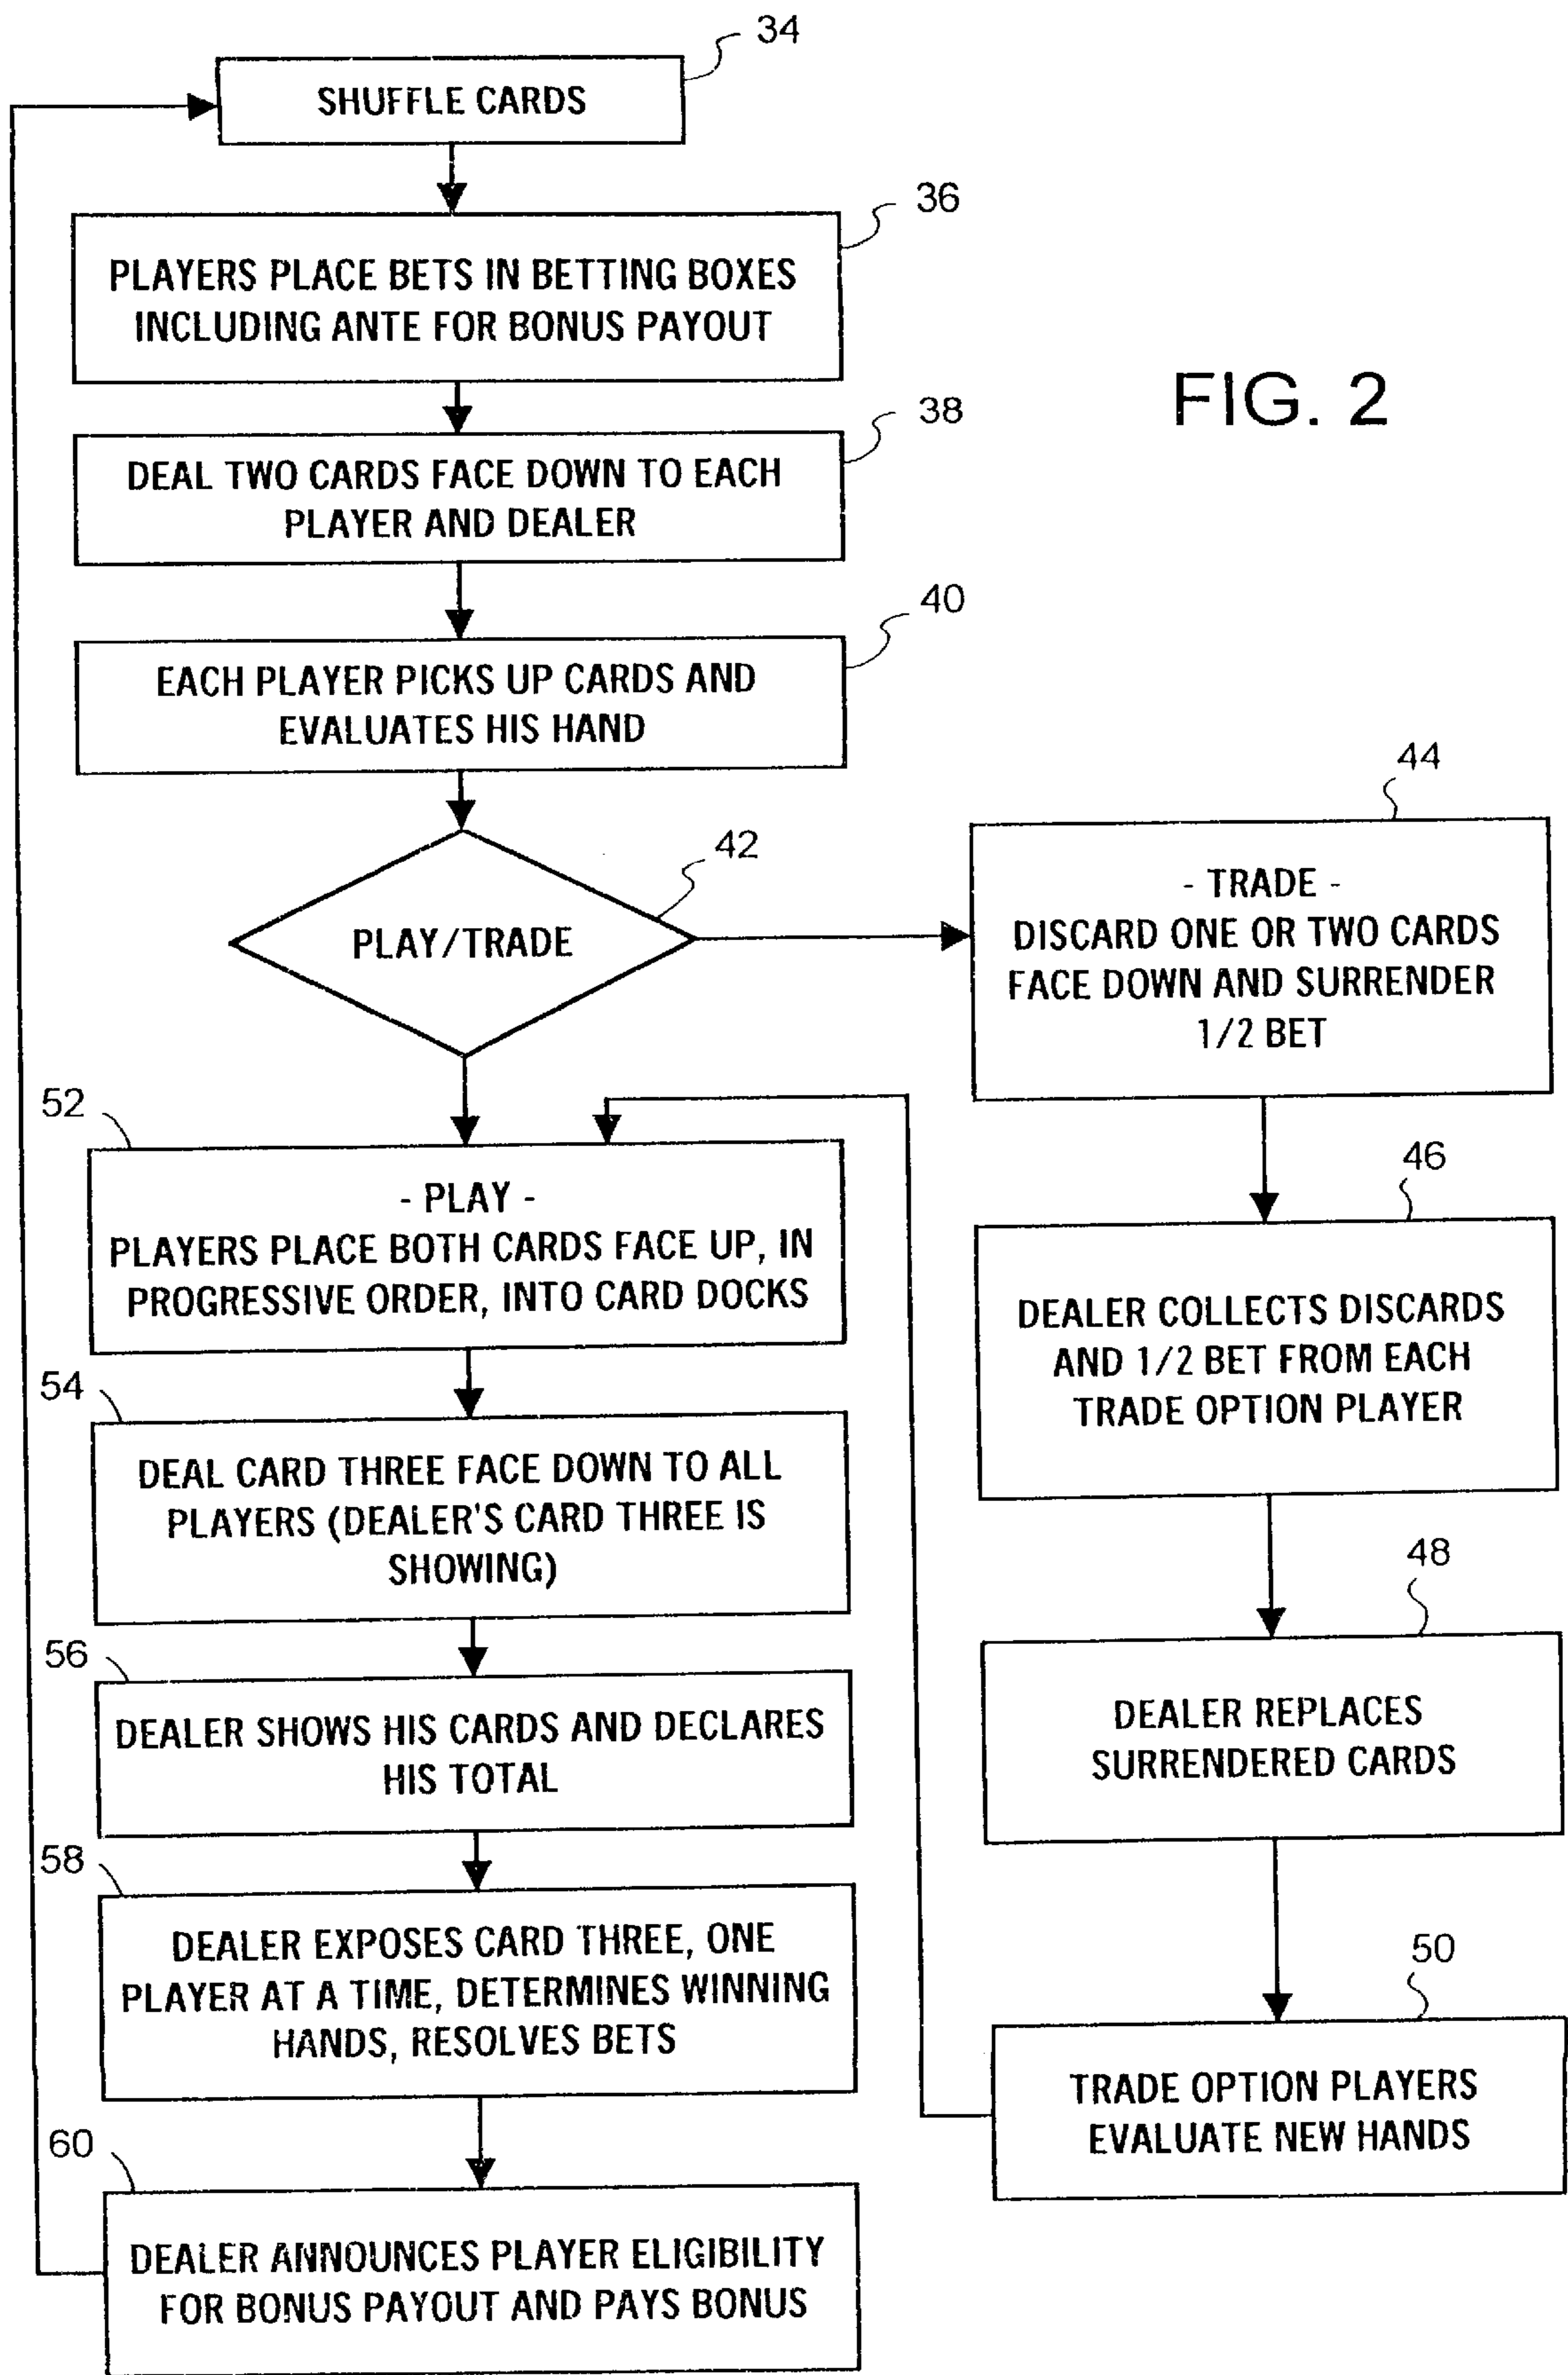 34
SHUFFLE CARDS
36
PLAYERS PLACE BETS IN BETTING BOXES
INCLUDING ANTE FOR BONUS PAYOUT
FIG. 2
38
DEAL TWO CARDS FACE DOWN TO EACH
PLAYER AND DEALER
40
EACH PLAYER PICKS UP CARDS AND
EVALUATES HIS HAND
42
PLAY/TRADE
44
- TRADE -
DISCARD ONE OR TWO CARDS
FACE DOWN AND SURRENDER
1/2 BET
46
DEALER COLLECTS DISCARDS
AND 1/2 BET FROM EACH
TRADE OPTION PLAYER
48
DEALER REPLACES
SURRENDERED CARDS
50
TRADE OPTION PLAYERS
EVALUATE NEW HANDS
52
- PLAY -
PLAYERS PLACE BOTH CARDS FACE UP, IN
PROGRESSIVE ORDER, INTO CARD DOCKS
54
DEAL CARD THREE FACE DOWN TO ALL
PLAYERS (DEALER'S CARD THREE IS
SHOWING)
56
DEALER SHOWS HIS CARDS AND DECLARES
HIS TOTAL
58
DEALER EXPOSES CARD THREE, ONE
PLAYER AT A TIME, DETERMINES WINNING
HANDS, RESOLVES BETS
60
DEALER ANNOUNCES PLAYER ELIGIBILITY
FOR BONUS PAYOUT AND PAYS BONUS